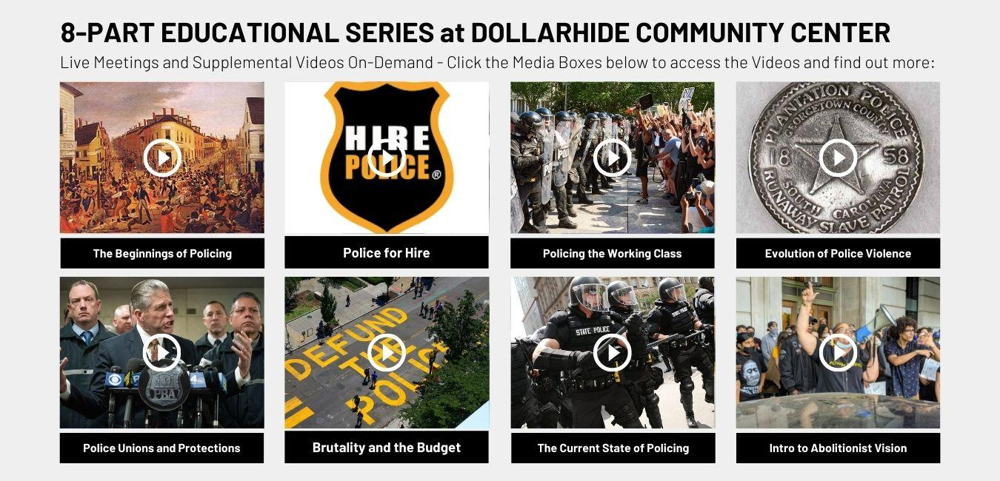 8-PART EDUCATIONAL SERIES at DOLLARHIDE COMMUNITY CENTER
Live Meetings and Supplemental Videos On-Demand - Click the Media Boxes below to access the Videos and find out more:
HIRE
POLICE®
PLANTATION POLICE
GEORGETOWN COUNTY
18 58
SOUTH CAROLINA
RUNAWAY SLAVE PATROL
The Beginnings of Policing
Police for Hire
Policing the Working Class
Evolution of Police Violence
PBA
4
DEFUND
THE
POLICE
STATE POLICE
Police Unions and Protections
Brutality and the Budget
The Current State of Policing
Intro to Abolitionist Vision